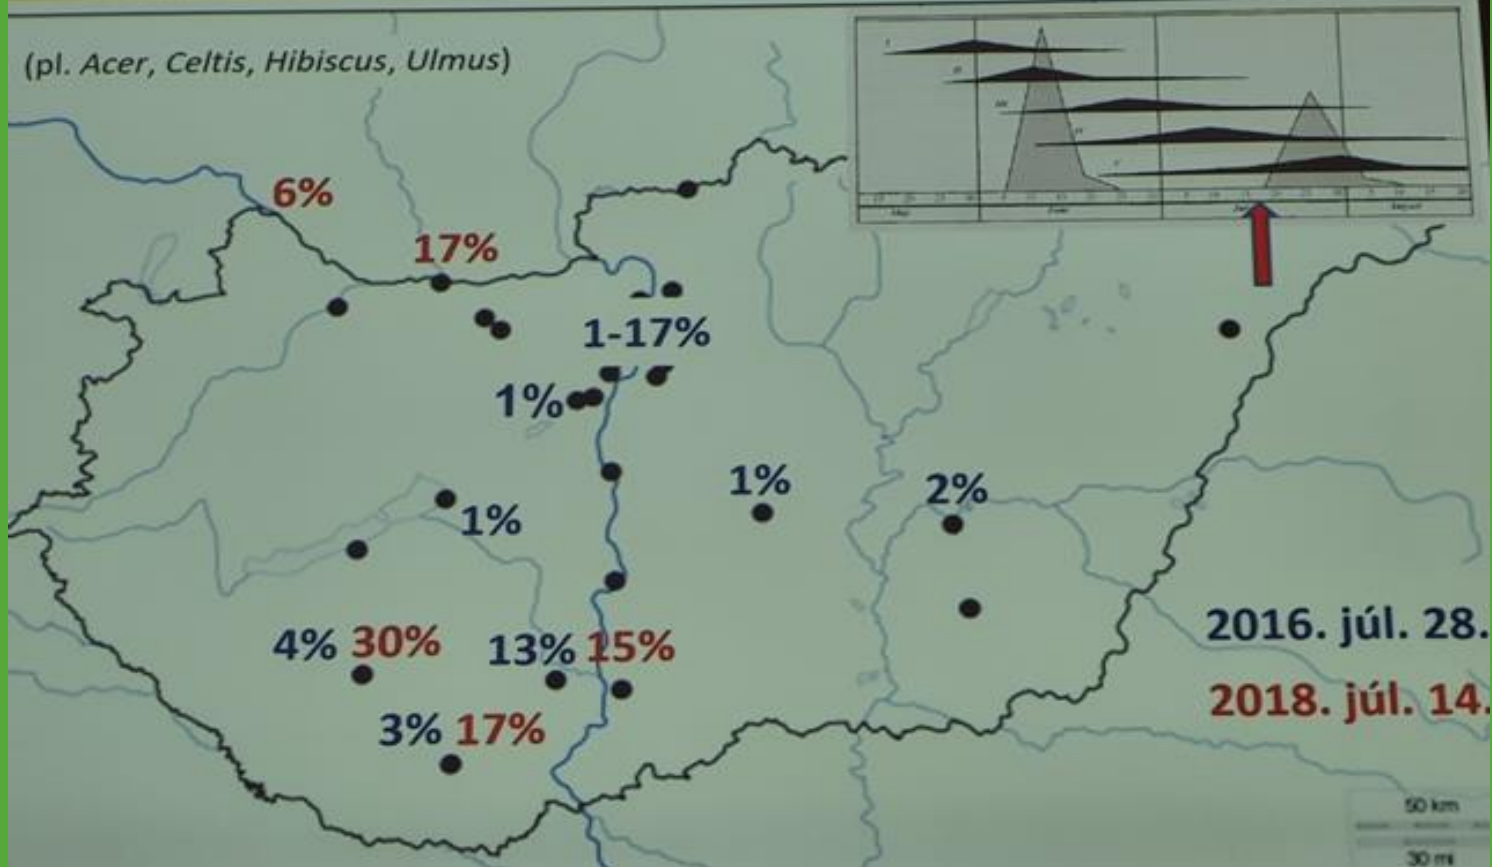 (pl. Acer, Celtis, Hibiscus, Ulmus)
6%
17%
1-17%
1%
1%
2%
1%
4% 30%
13% 15%
3% 17%
2016. júl. 28.
2018. júl. 14.
50 km
30 mi